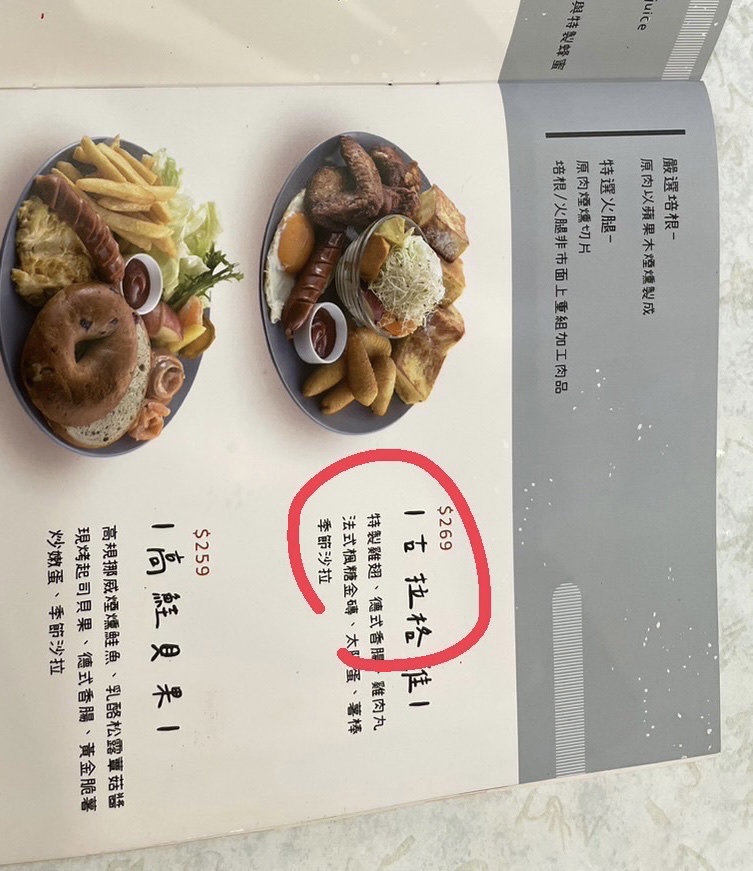 juice
與特製蜂蜜
嚴選培根-
原肉以蘋果木煙燻製成
特選火腿-
原肉煙燻切片
培根/火腿非市面上重組加工肉品
$269
|古拉格
特製雞翅、德式香腸、雞肉丸
法式楓糖金磚、太陽蛋、薯棒
季節沙拉
$259
|高鮭貝果|
高規挪威煙燻鮭魚、乳酪松露蕈菇醬
現烤起司貝果、德式香腸、黃金脆薯
炒嫩蛋、季節沙拉